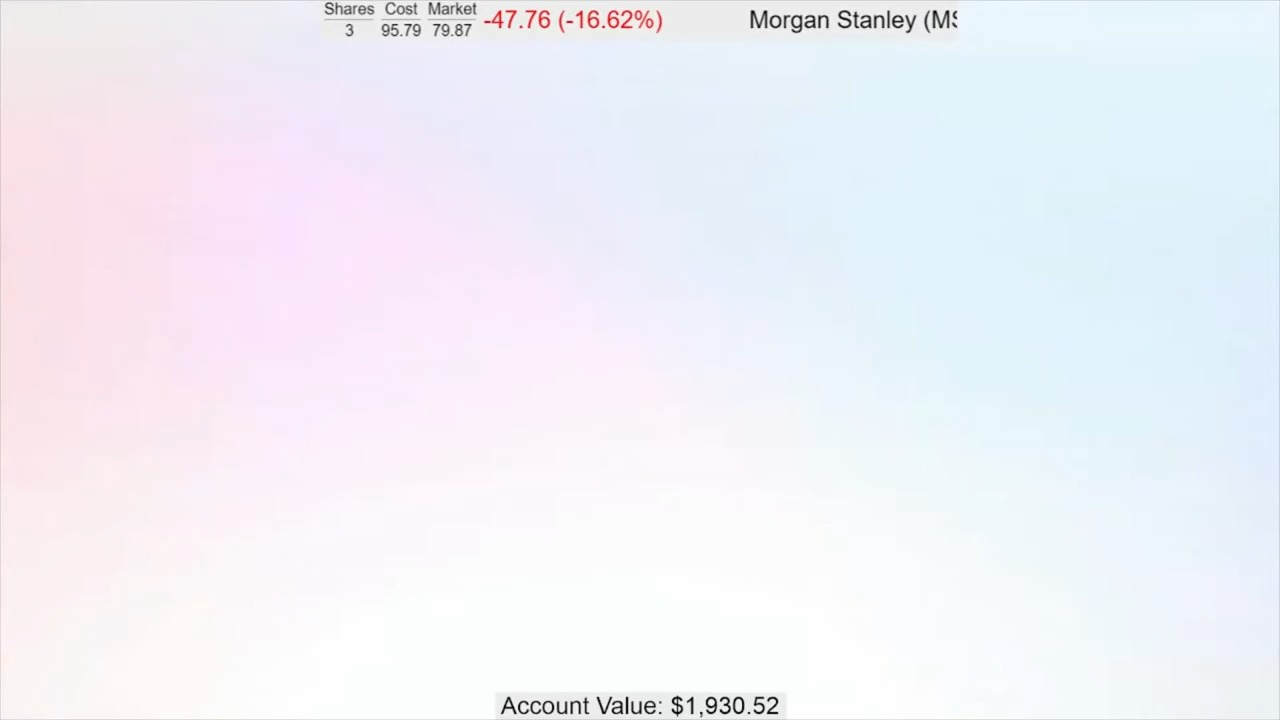 Shares Cost Market
3 95.79 79.87 -47.76 (-16.62%) Morgan Stanley (MS
Account Value: $1,930.52